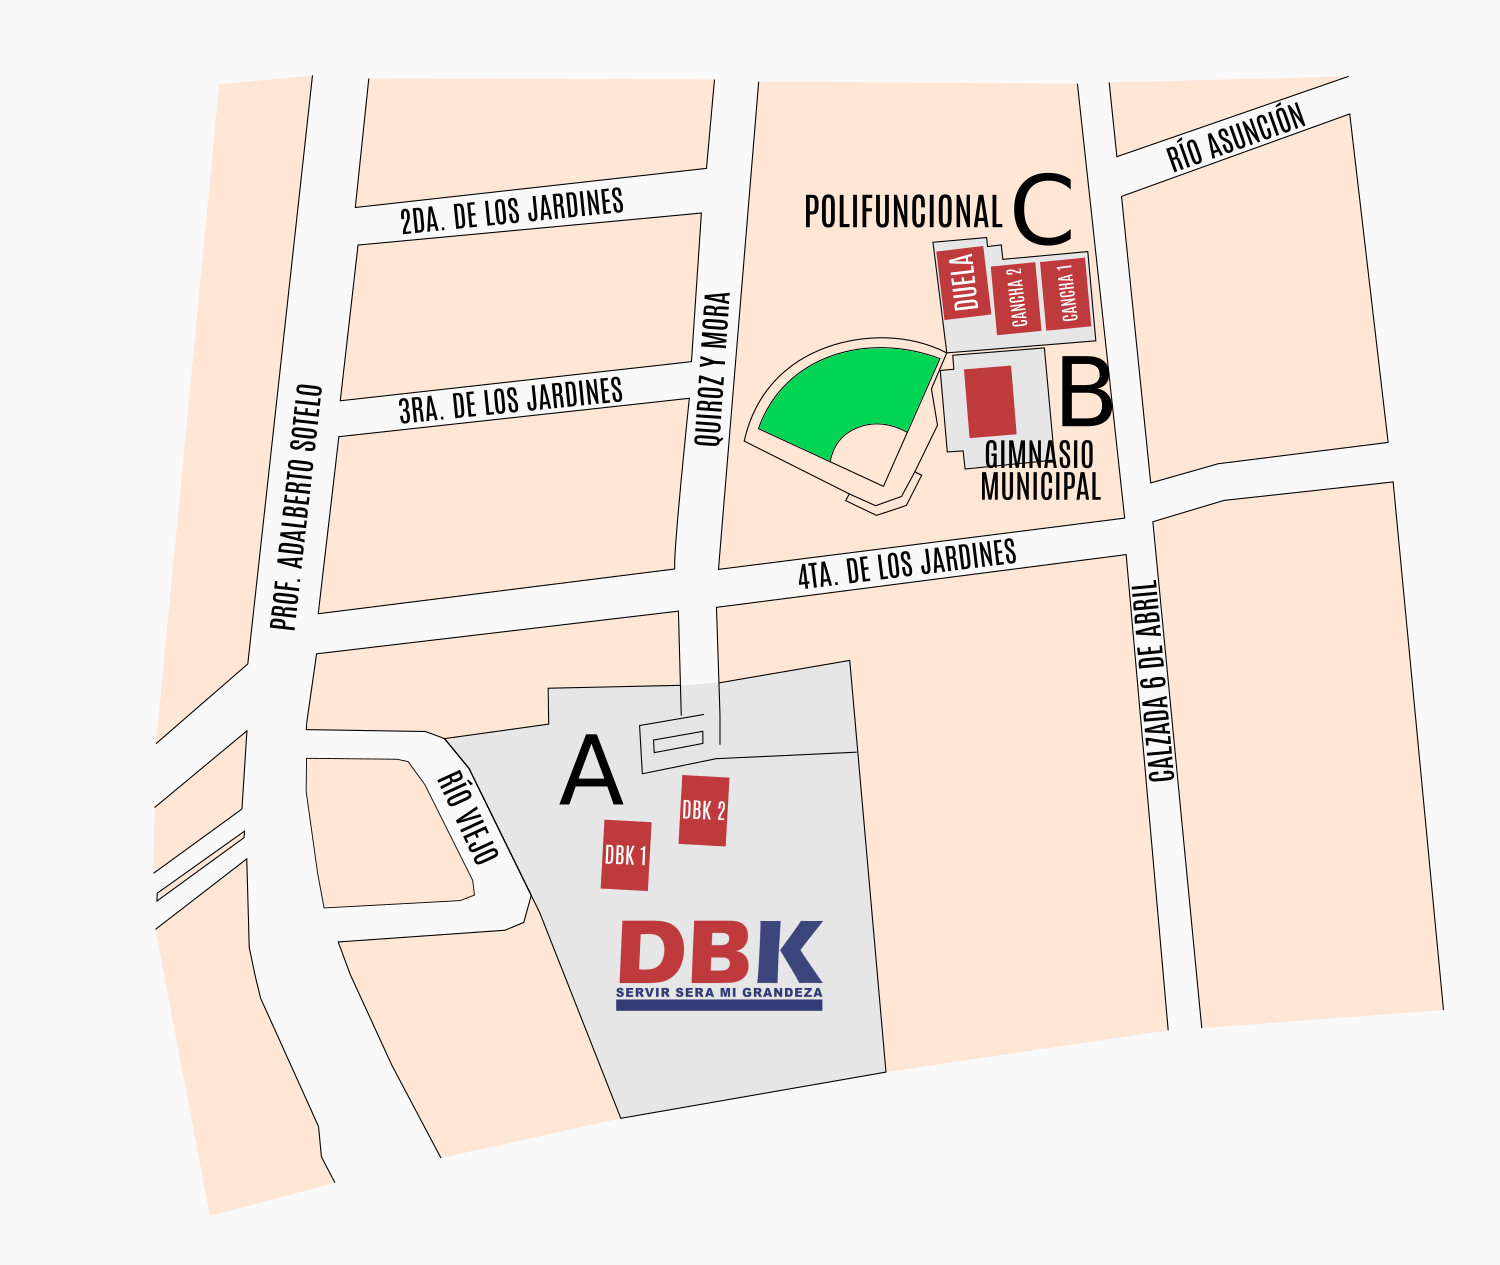 RÍO ASUNCIÓN
2DA. DE LOS JARDINES
POLIFUNCIONAL
C
DUELA
CANCHA 2
CANCHA 1
QUIROZ Y MORA
3RA. DE LOS JARDINES
B
GIMNASIO
MUNICIPAL
PROF. ADALBERTO SOTELO
4TA. DE LOS JARDINES
CALZADA 6 DE ABRIL
A
RÍO VIEJO
DBK 2
DBK 1
DBK
SERVIR SERA MI GRANDEZA